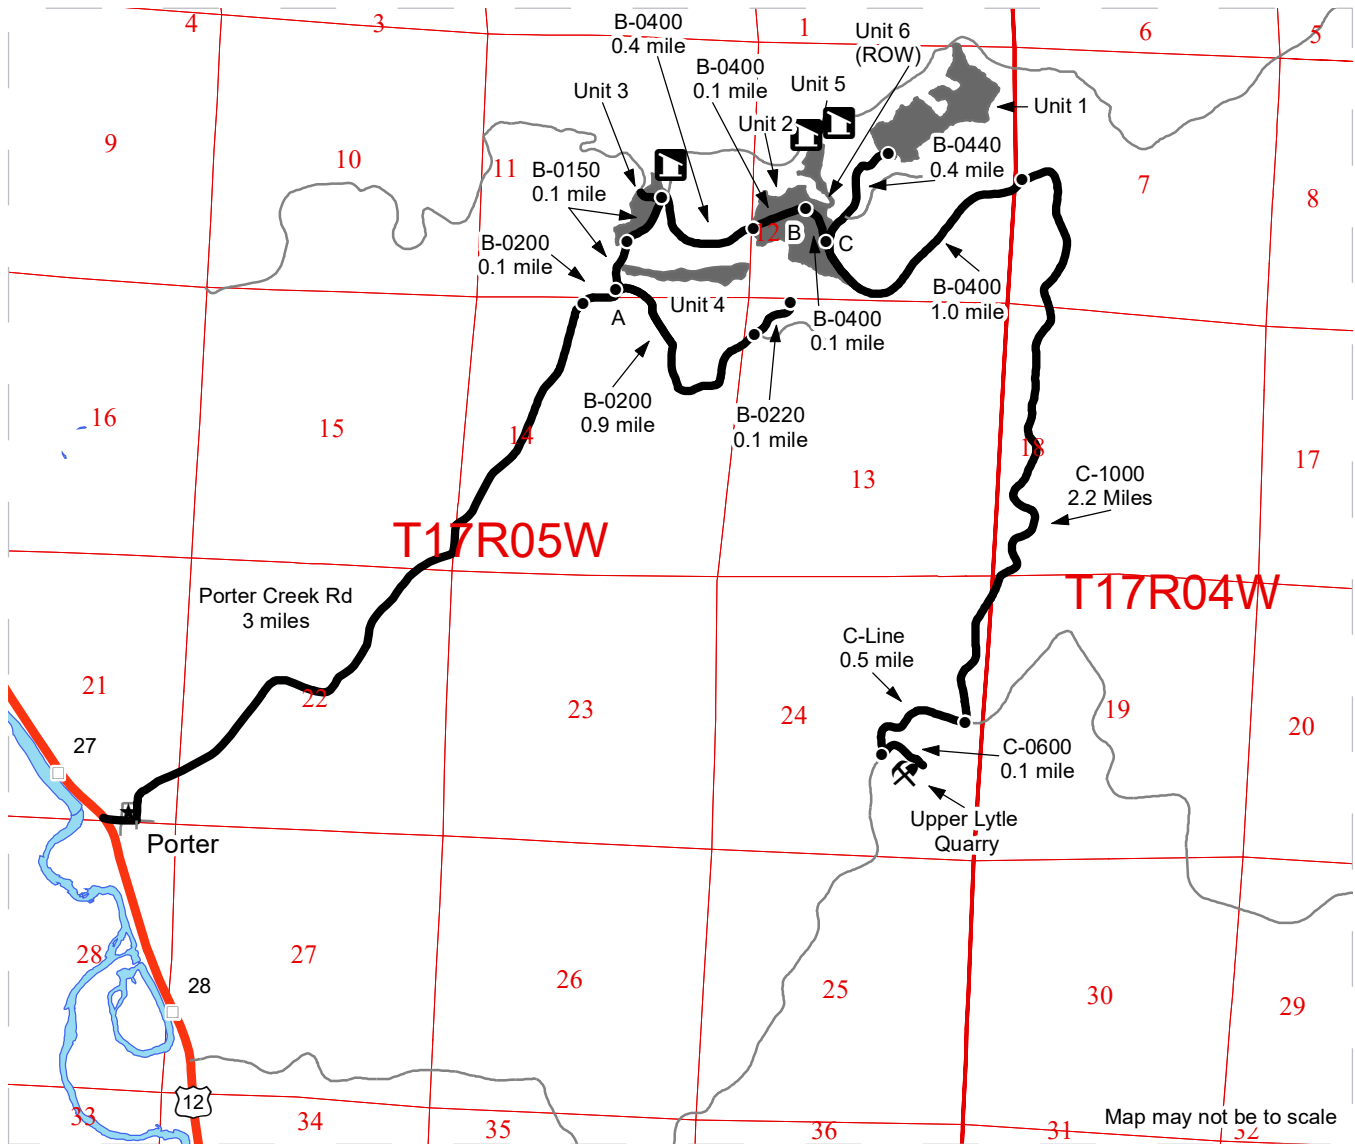 4
3
B-0400
0.4 mile
1
Unit 6
(ROW)
6
5
B-0400
0.1 mile
Unit 5
Unit 3
Unit 2
Unit 1
9
10
11
B-0150
0.1 mile
B-0440
0.4 mile
7
8
B-0200
0.1 mile
12
B
C
Unit 4
A
B-0400
0.1 mile
B-0400
1.0 mile
B-0200
0.9 mile
B-0220
0.1 mile
16
15
14
13
18
17
C-1000
2.2 Miles
T17R05W
T17R04W
Porter Creek Rd
3 miles
C-Line
0.5 mile
21
22
23
24
19
20
27
C-0600
0.1 mile
Upper Lytle
Quarry
Porter
28
27
26
25
30
29
28
12
33
34
35
36
31
32
Map may not be to scale